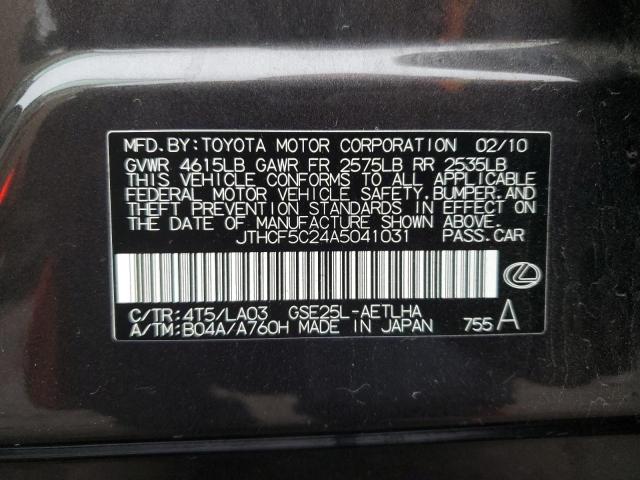 MFD. BY: TOYOTA MOTOR CORPORATION 02/10
GVWR 4615LB GAWR FR 2575LB RR 2535LB
THIS VEHICLE CONFORMS TO ALL APPLICABLE
FEDERAL MOTOR VEHICLE SAFETY, BUMPER, AND
THEFT PREVENTION STANDARDS IN EFFECT ON
THE DATE OF MANUFACTURE SHOWN ABOVE.
JTHCF5C24A5041031 PASS. CAR
C/TR: 4T5/LA03 GSE25L-AETLHA
A/TM: B04A/A760H MADE IN JAPAN 755 A